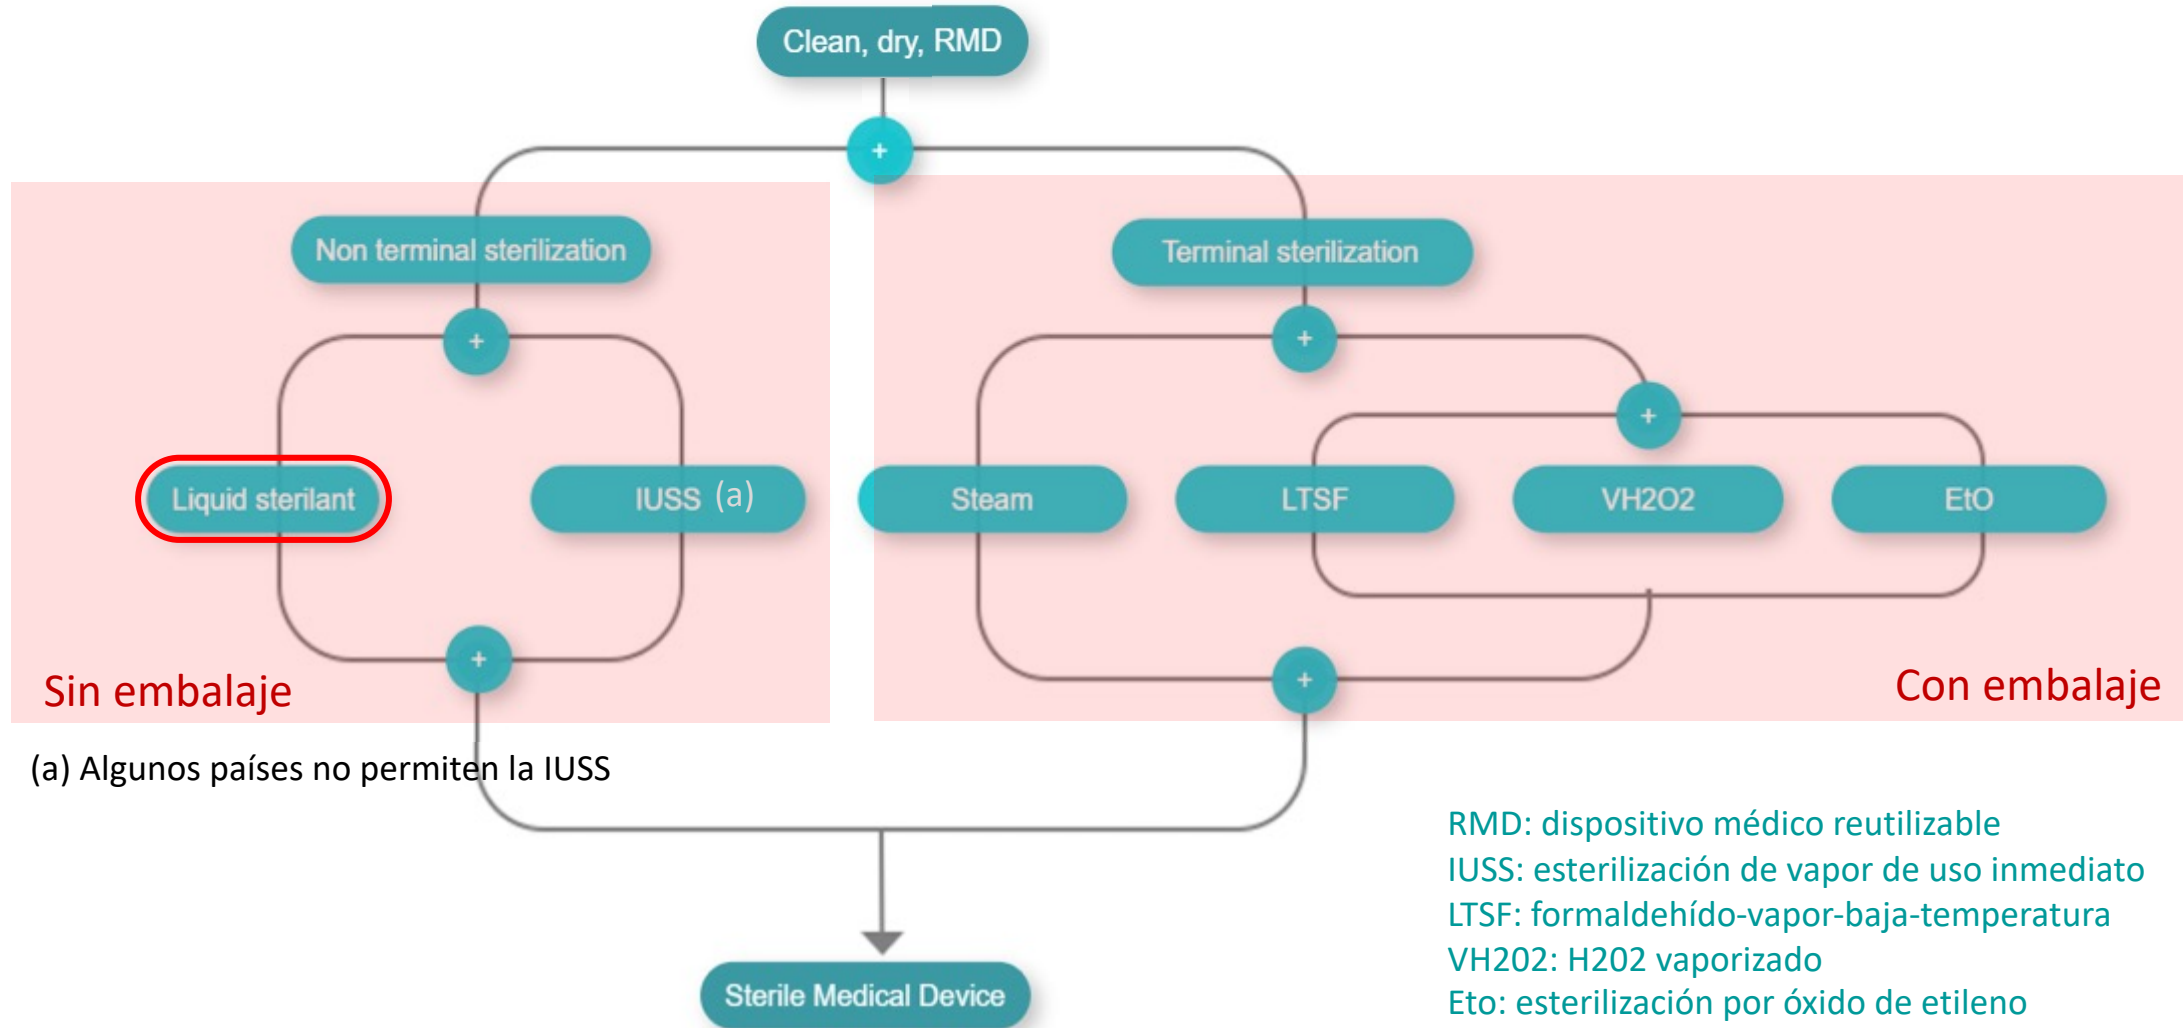 Clean, dry, RMD
+
Non terminal sterilization
Terminal sterilization
+
+
+
Liquid sterilant
IUSS (a)
Steam
LTSF
VH2O2
EtO
+
+
Sin embalaje
Con embalaje
(a) Algunos países no permiten la IUSS
RMD: dispositivo médico reutilizable
IUSS: esterilización de vapor de uso inmediato
LTSF: formaldehído-vapor-baja-temperatura
VH202: H202 vaporizado
Eto: esterilización por óxido de etileno
Sterile Medical Device